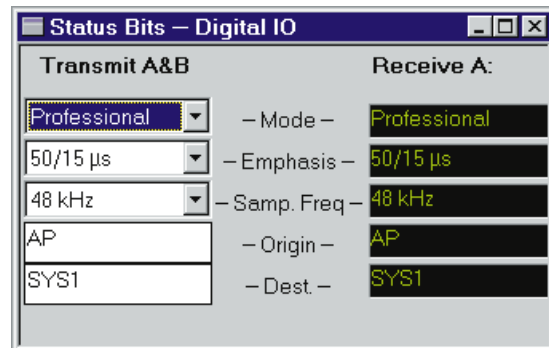 Status Bits – Digital IO
Transmit A&B Receive A:
Professional – Mode – Professional
50/15 µs – Emphasis – 50/15 µs
48 kHz – Samp. Freq – 48 kHz
AP – Origin – AP
SYS1 – Dest. – SYS1